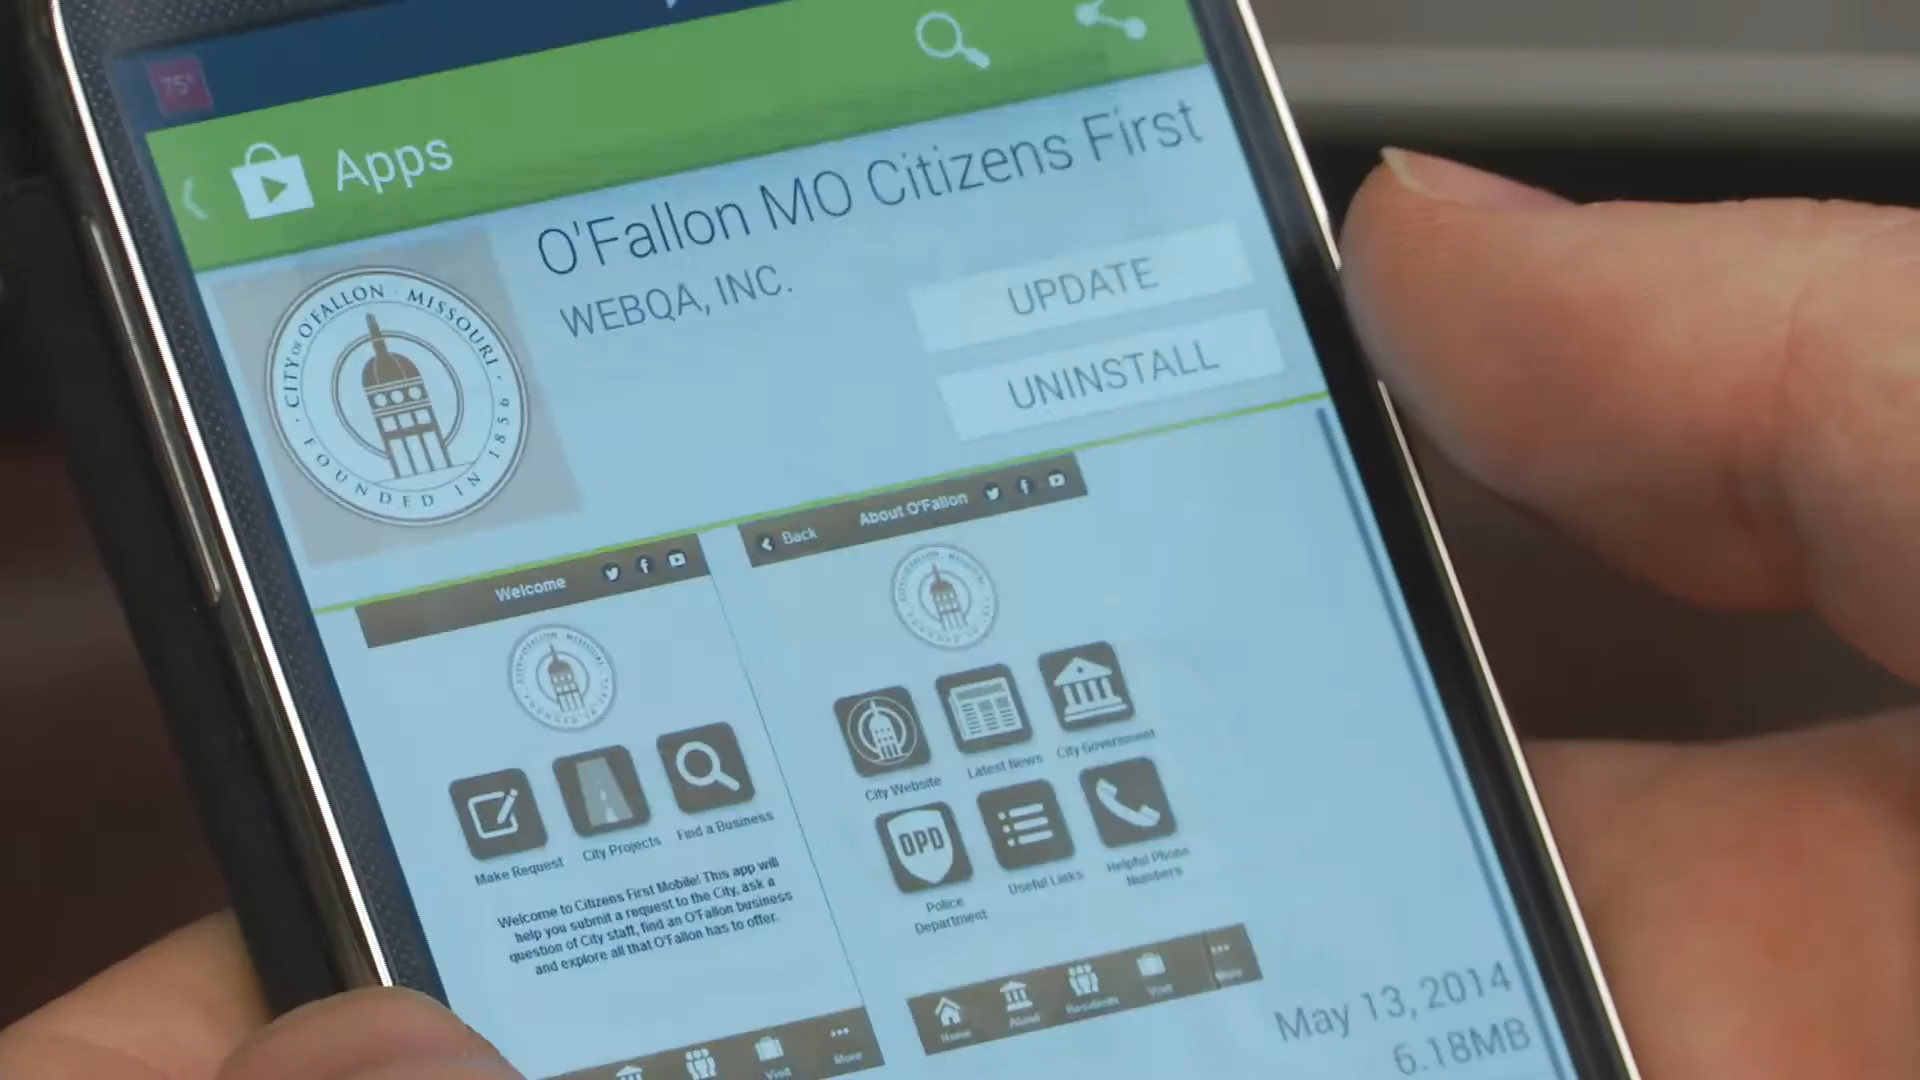 75°
Apps
O'Fallon MO Citizens First
WEBQA, INC.
UPDATE
UNINSTALL
CITY OF O'FALLON · MISSOURI ·
· FOUNDED IN 1856
Welcome
Make Request
City Projects
Find a Business
Welcome to Citizens First Mobile! This app will
help you submit a request to the City, ask a
question of City staff, find an O'Fallon business
and explore all that O'Fallon has to offer.
Visit
More
Back
About O'Fallon
City Website
Latest News
City Government
OPD
Police
Department
Useful Links
Helpful Phone
Numbers
Home
About
Residents
Visit
More
May 13, 2014
6.18MB